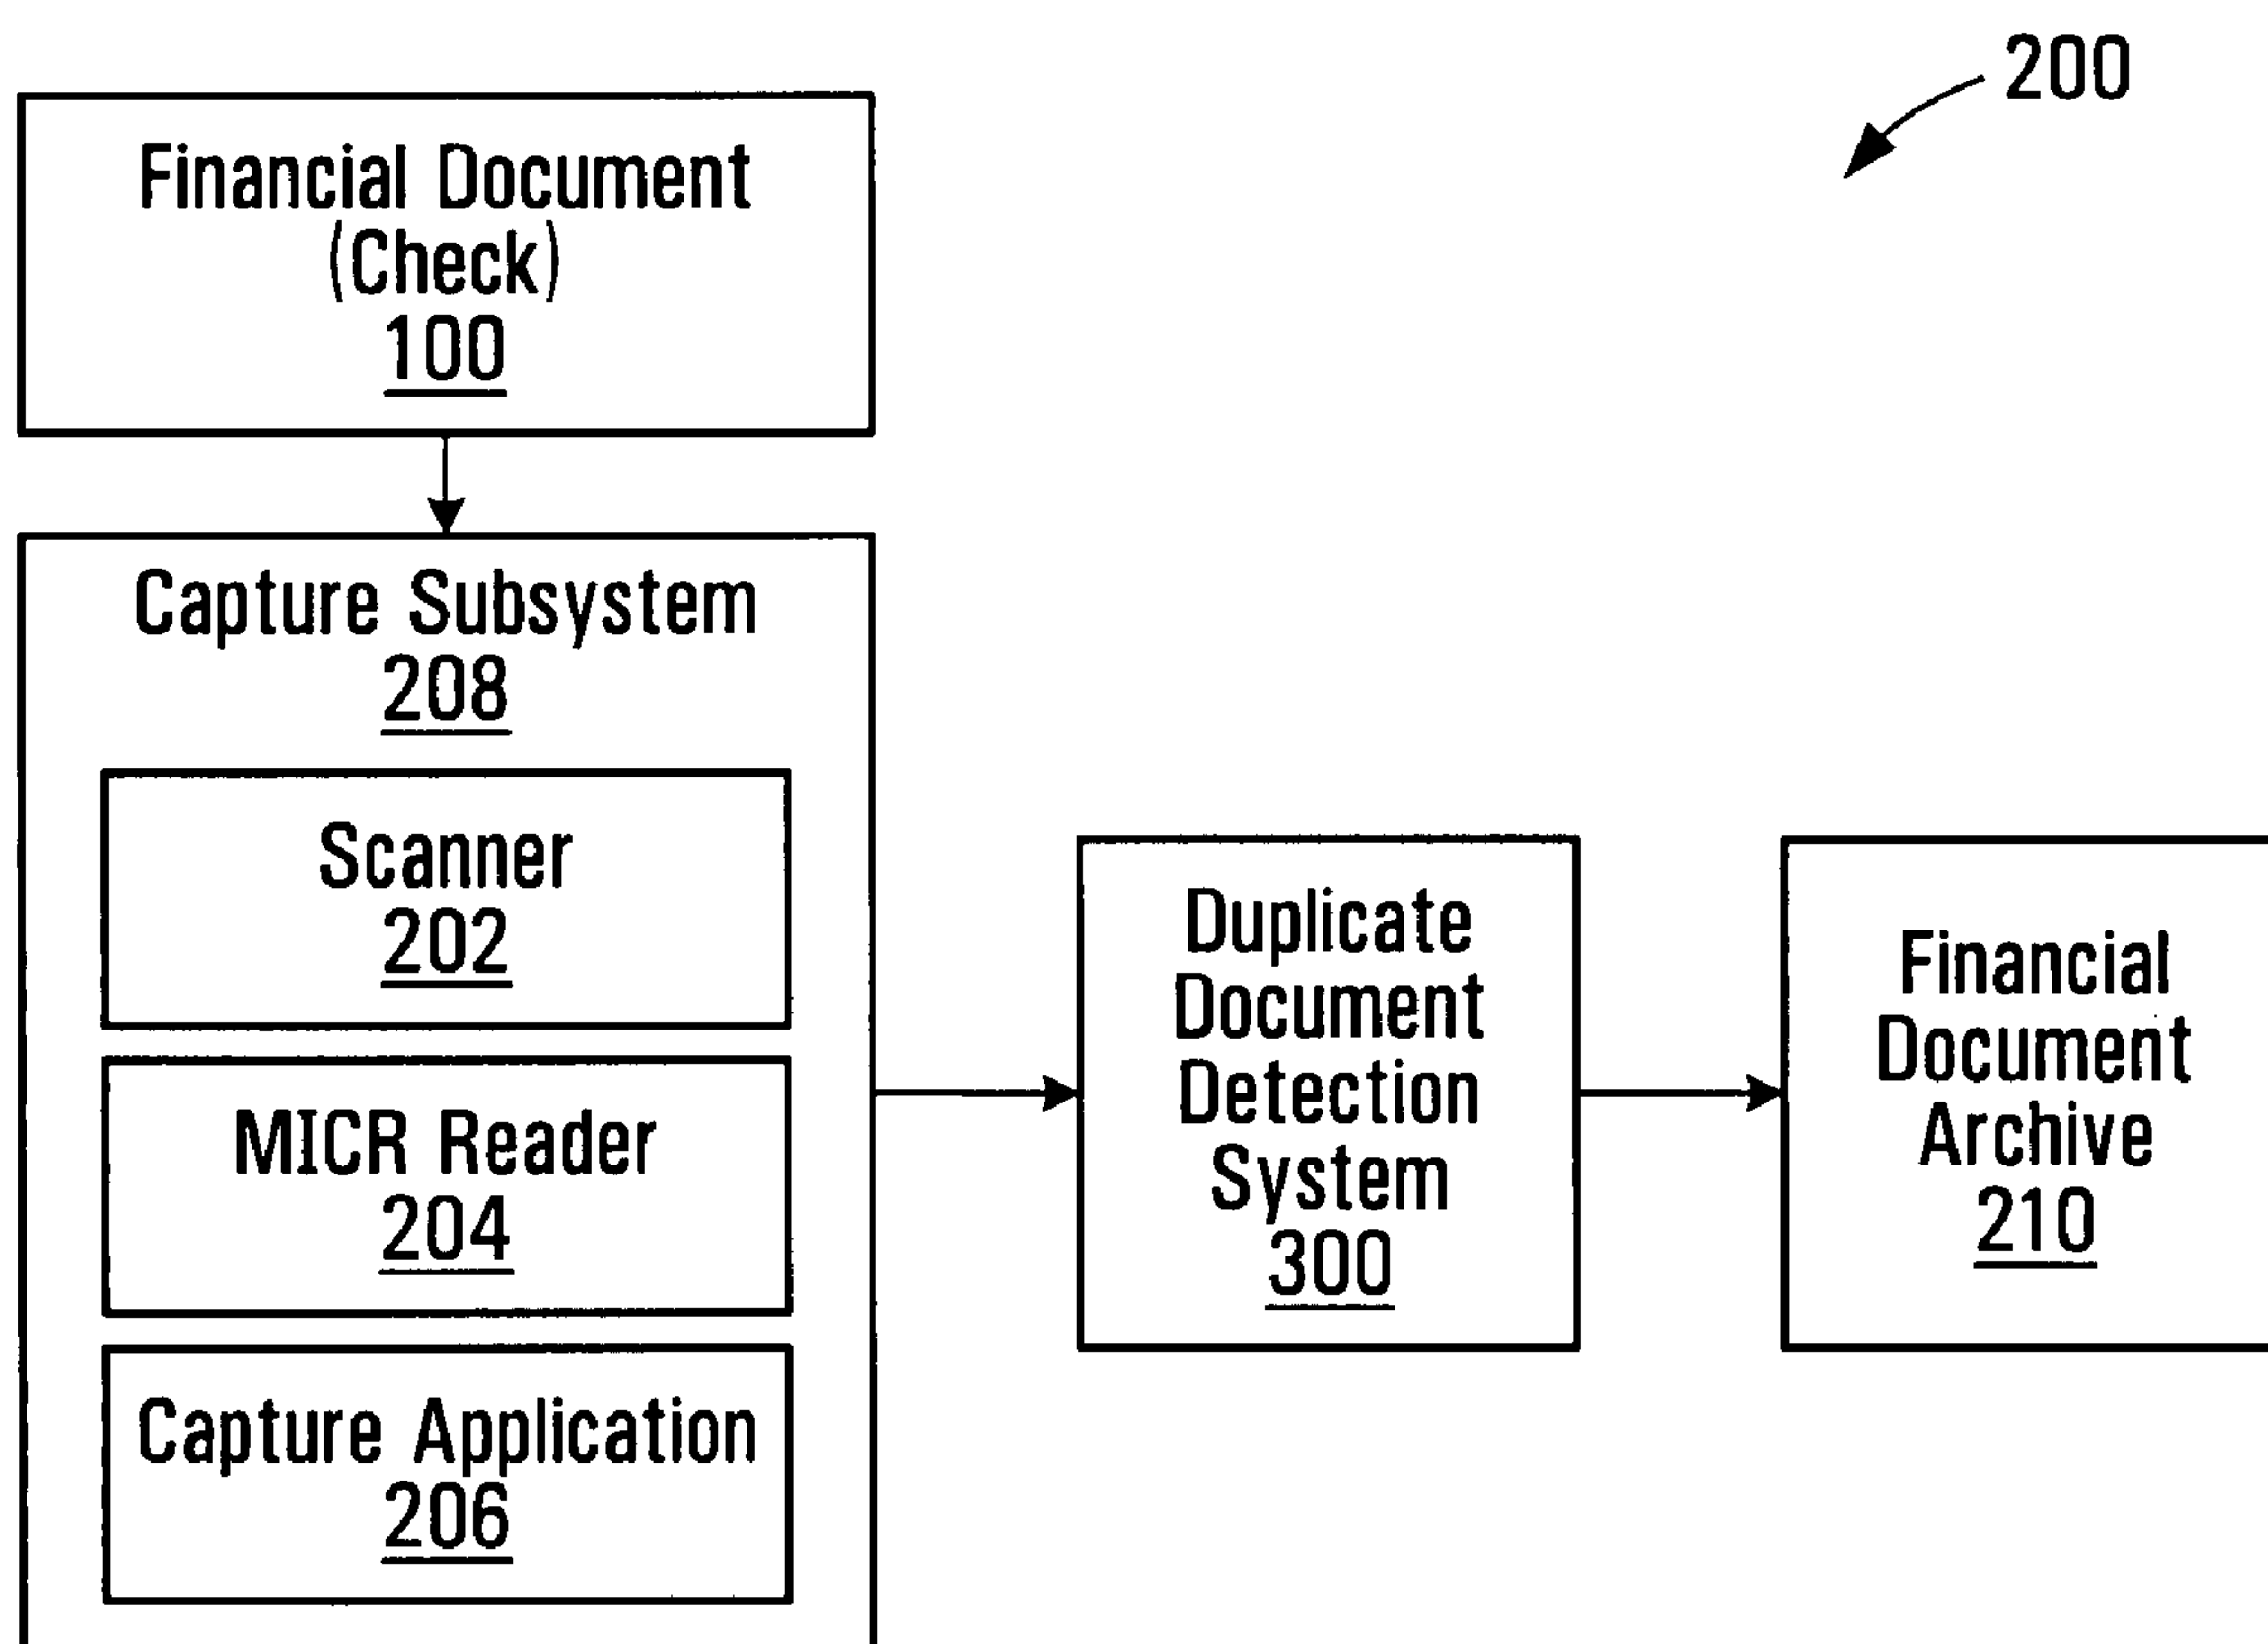 200
Financial Document
(Check)
100
Capture Subsystem
208
Scanner
202
MICR Reader
204
Capture Application
206
Duplicate
Document
Detection
System
300
Financial
Document
Archive
210